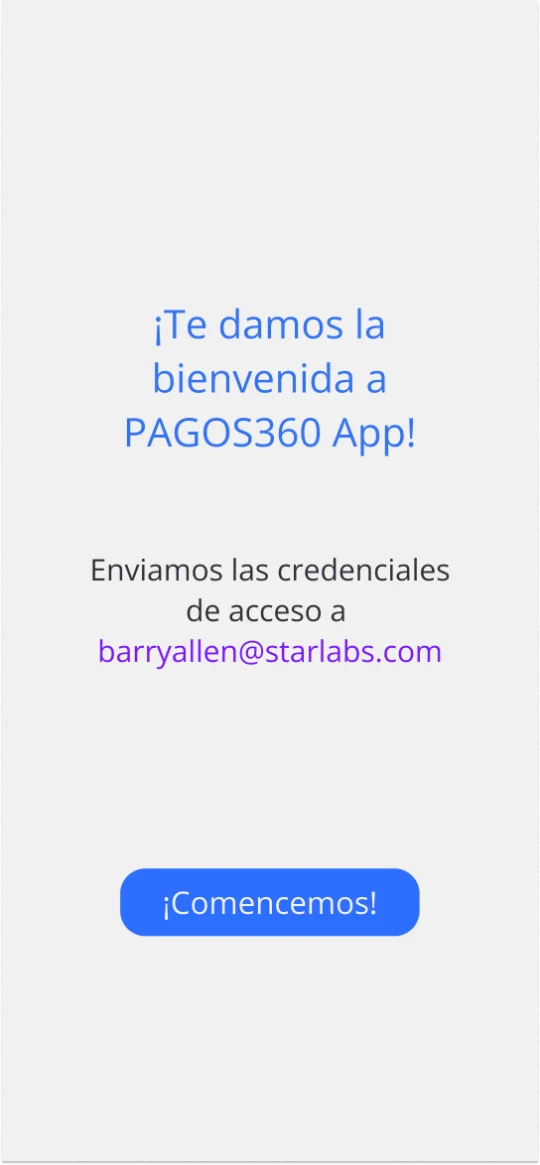 ¡Te damos la
bienvenida a
PAGOS360 App!
Enviamos las credenciales
de acceso a
barryallen@starlabs.com
¡Comencemos!